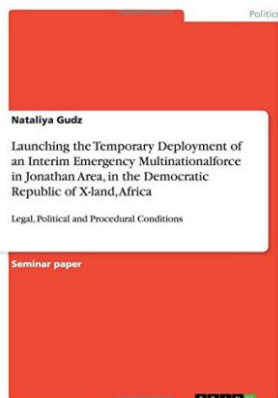 Politics
Nataliya Gudz
Launching the Temporary Deployment of
an Interim Emergency Multinationalforce
in Jonathan Area, in the Democratic
Republic of X-land, Africa
Legal, Political and Procedural Conditions
Seminar paper